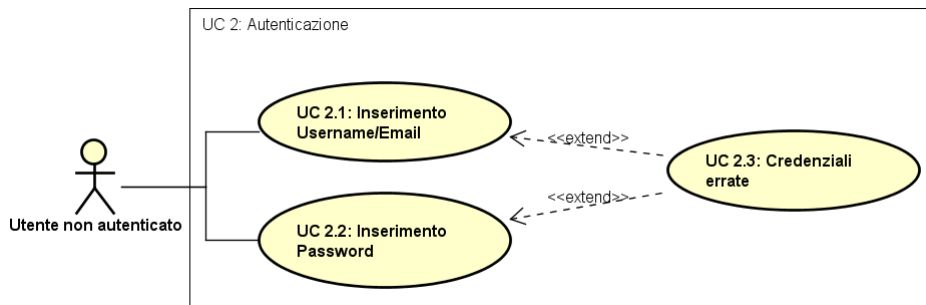 UC 2: Autenticazione
UC 2.1: Inserimento
Username/Email
<<extend>>
UC 2.3: Credenziali
errate
<<extend>>
Utente non autenticato
UC 2.2: Inserimento
Password